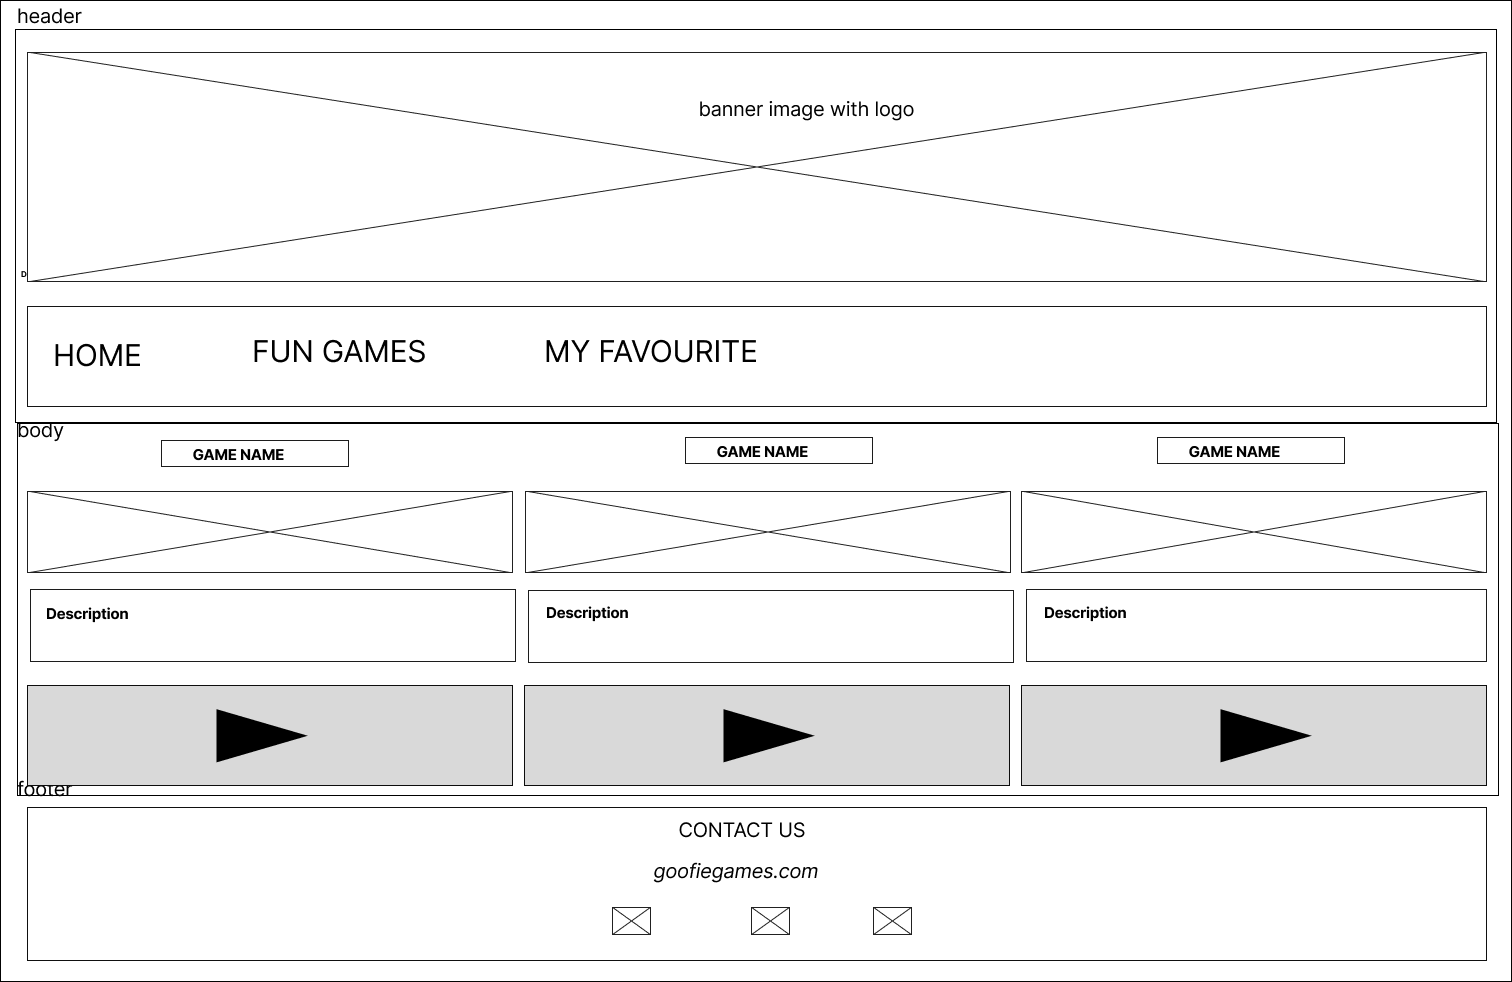 header
banner image with logo
D
HOME
FUN GAMES
MY FAVOURITE
body
GAME NAME
GAME NAME
GAME NAME
Description
Description
Description
footer
CONTACT US
goofiegames.com